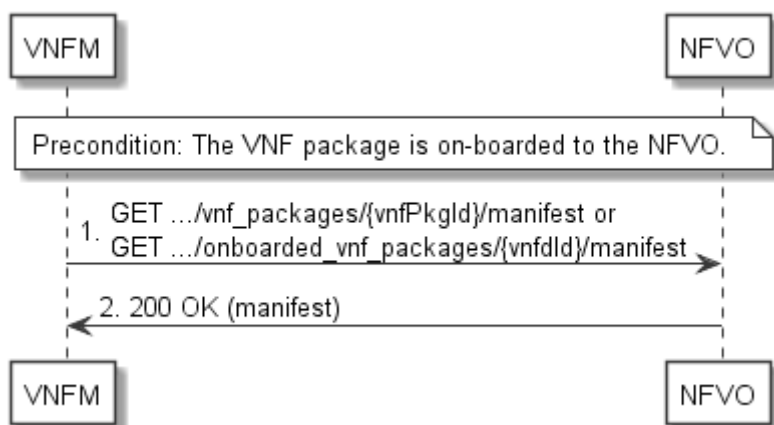 VNFM NFVO
Precondition: The VNF package is on-boarded to the NFVO.
1. GET .../vnf_packages/{vnfPkgId}/manifest or
GET .../onboarded_vnf_packages/{vnfdId}/manifest
2. 200 OK (manifest)
VNFM NFVO